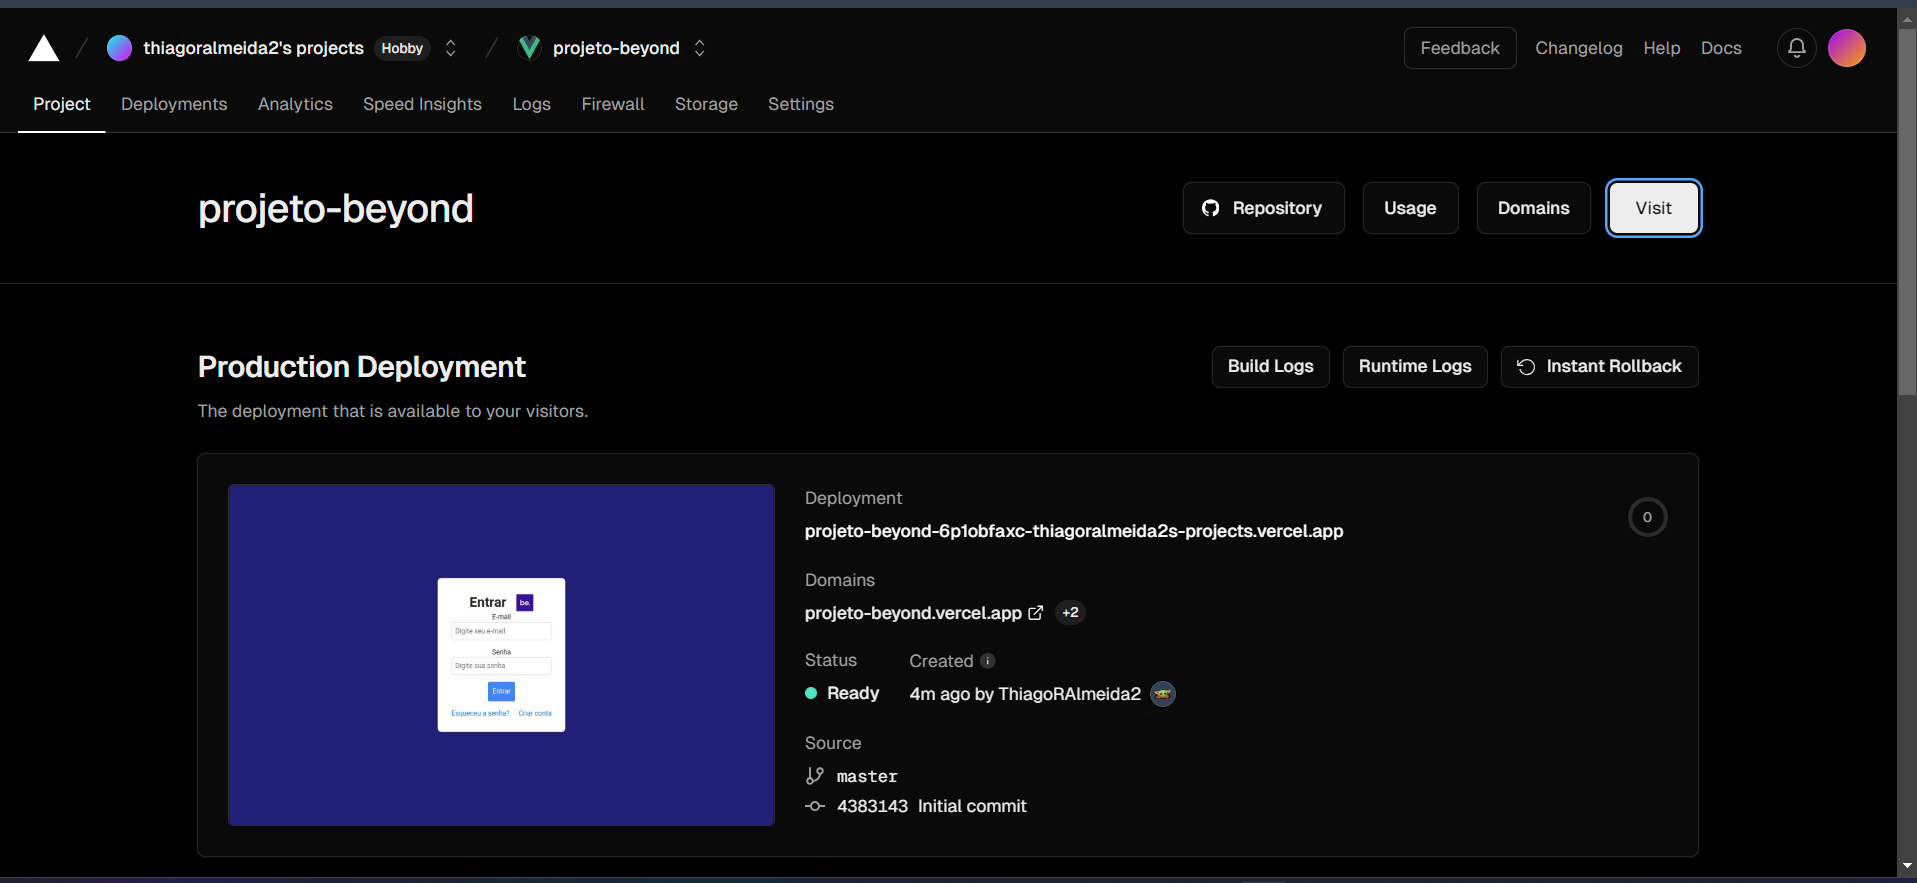 thiagoralmeida2's projects Hobby projeto-beyond Feedback Changelog Help Docs
Project Deployments Analytics Speed Insights Logs Firewall Storage Settings
projeto-beyond Repository Usage Domains Visit
Production Deployment Build Logs Runtime Logs Instant Rollback
The deployment that is available to your visitors.
Entrar be.
E-mail
Digite seu e-mail
Senha
Digite sua senha
Entrar
Esqueceu a senha? Criar conta
Deployment
projeto-beyond-6p1obfaxc-thiagoralmeida2s-projects.vercel.app
0
Domains
projeto-beyond.vercel.app +2
Status Created
Ready 4m ago by ThiagoRAlmeida2
Source
master
4383143 Initial commit